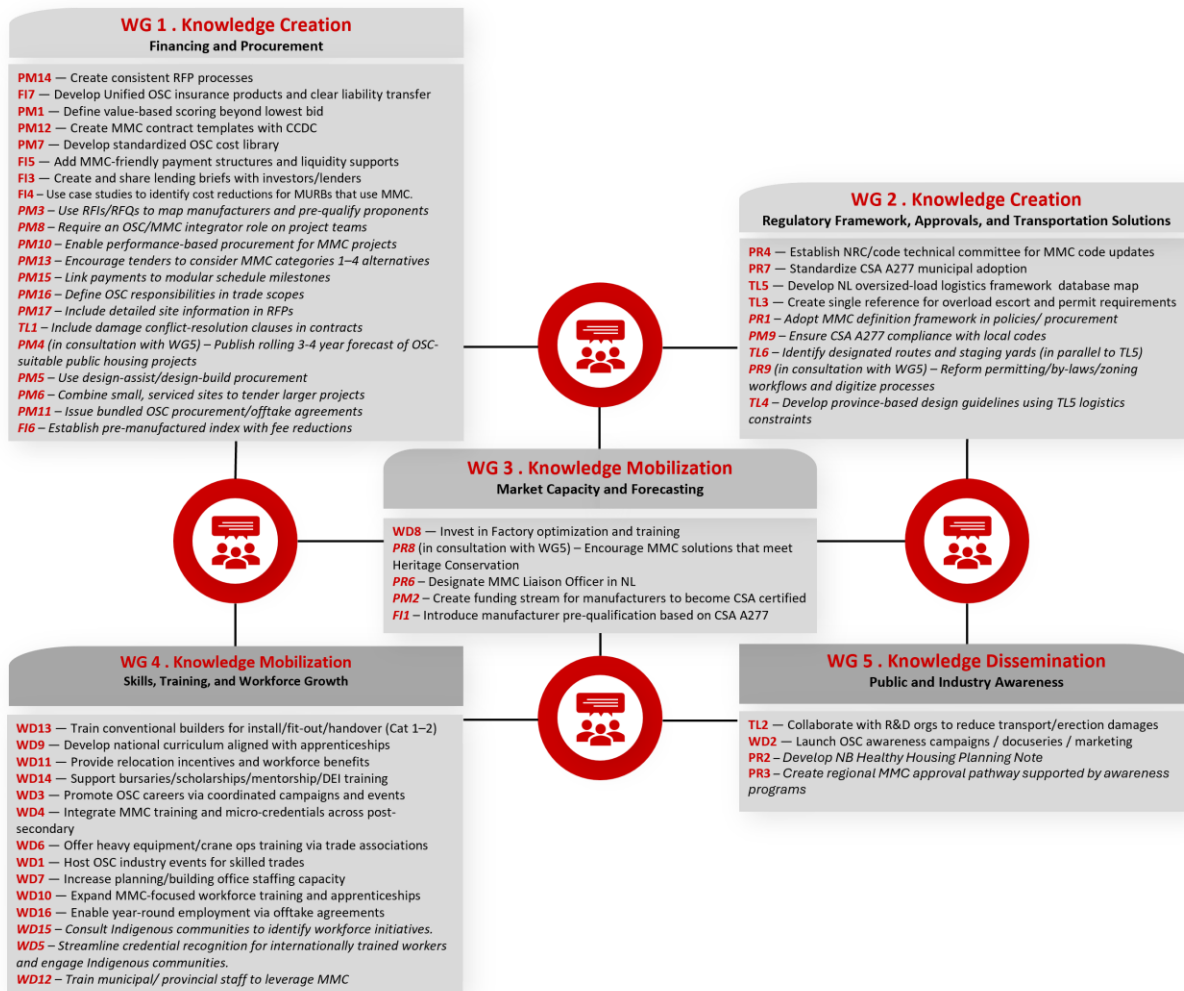 WG 1 . Knowledge Creation
Financing and Procurement
PM14 — Create consistent RFP processes
FI7 — Develop Unified OSC insurance products and clear liability transfer
PM1 — Define value-based scoring beyond lowest bid
PM12 — Create MMC contract templates with CCDC
PM7 — Develop standardized OSC cost library
FI5 — Add MMC-friendly payment structures and liquidity supports
FI3 — Create and share lending briefs with investors/lenders
FI4 – Use case studies to identify cost reductions for MURBs that use MMC.
PM3 – Use RFIs/RFQs to map manufacturers and pre-qualify proponents
PM8 – Require an OSC/MMC integrator role on project teams
PM10 – Enable performance-based procurement for MMC projects
PM13 – Encourage tenders to consider MMC categories 1–4 alternatives
PM15 – Link payments to modular schedule milestones
PM16 – Define OSC responsibilities in trade scopes
PM17 – Include detailed site information in RFPs
TL1 – Include damage conflict-resolution clauses in contracts
PM4 (in consultation with WG5) – Publish rolling 3-4 year forecast of OSC-
suitable public housing projects
PM5 – Use design-assist/design-build procurement
PM6 – Combine small, serviced sites to tender larger projects
PM11 – Issue bundled OSC procurement/offtake agreements
FI6 – Establish pre-manufactured index with fee reductions
WG 2 . Knowledge Creation
Regulatory Framework, Approvals, and Transportation Solutions
PR4 — Establish NRC/code technical committee for MMC code updates
PR7 — Standardize CSA A277 municipal adoption
TL5 — Develop NL oversized-load logistics framework database map
TL3 — Create single reference for overload escort and permit requirements
PR1 – Adopt MMC definition framework in policies/ procurement
PM9 – Ensure CSA A277 compliance with local codes
TL6 – Identify designated routes and staging yards (in parallel to TL5)
PR9 (in consultation with WG5) – Reform permitting/by-laws/zoning
workflows and digitize processes
TL4 – Develop province-based design guidelines using TL5 logistics
constraints
WG 3 . Knowledge Mobilization
Market Capacity and Forecasting
WD8 — Invest in Factory optimization and training
PR8 (in consultation with WG5) – Encourage MMC solutions that meet
Heritage Conservation
PR6 – Designate MMC Liaison Officer in NL
PM2 – Create funding stream for manufacturers to become CSA certified
FI1 – Introduce manufacturer pre-qualification based on CSA A277
WG 4 . Knowledge Mobilization
Skills, Training, and Workforce Growth
WD13 — Train conventional builders for install/fit-out/handover (Cat 1–2)
WD9 — Develop national curriculum aligned with apprenticeships
WD11 — Provide relocation incentives and workforce benefits
WD14 — Support bursaries/scholarships/mentorship/DEI training
WD3 — Promote OSC careers via coordinated campaigns and events
WD4 — Integrate MMC training and micro-credentials across post-
secondary
WD6 — Offer heavy equipment/crane ops training via trade associations
WD1 — Host OSC industry events for skilled trades
WD7 — Increase planning/building office staffing capacity
WD10 — Expand MMC-focused workforce training and apprenticeships
WD16 — Enable year-round employment via offtake agreements
WD15 – Consult Indigenous communities to identify workforce initiatives.
WD5 – Streamline credential recognition for internationally trained workers
and engage Indigenous communities.
WD12 – Train municipal/ provincial staff to leverage MMC
WG 5 . Knowledge Dissemination
Public and Industry Awareness
TL2 — Collaborate with R&D orgs to reduce transport/erection damages
WD2 — Launch OSC awareness campaigns / docuseries / marketing
PR2 – Develop NB Healthy Housing Planning Note
PR3 – Create regional MMC approval pathway supported by awareness
programs